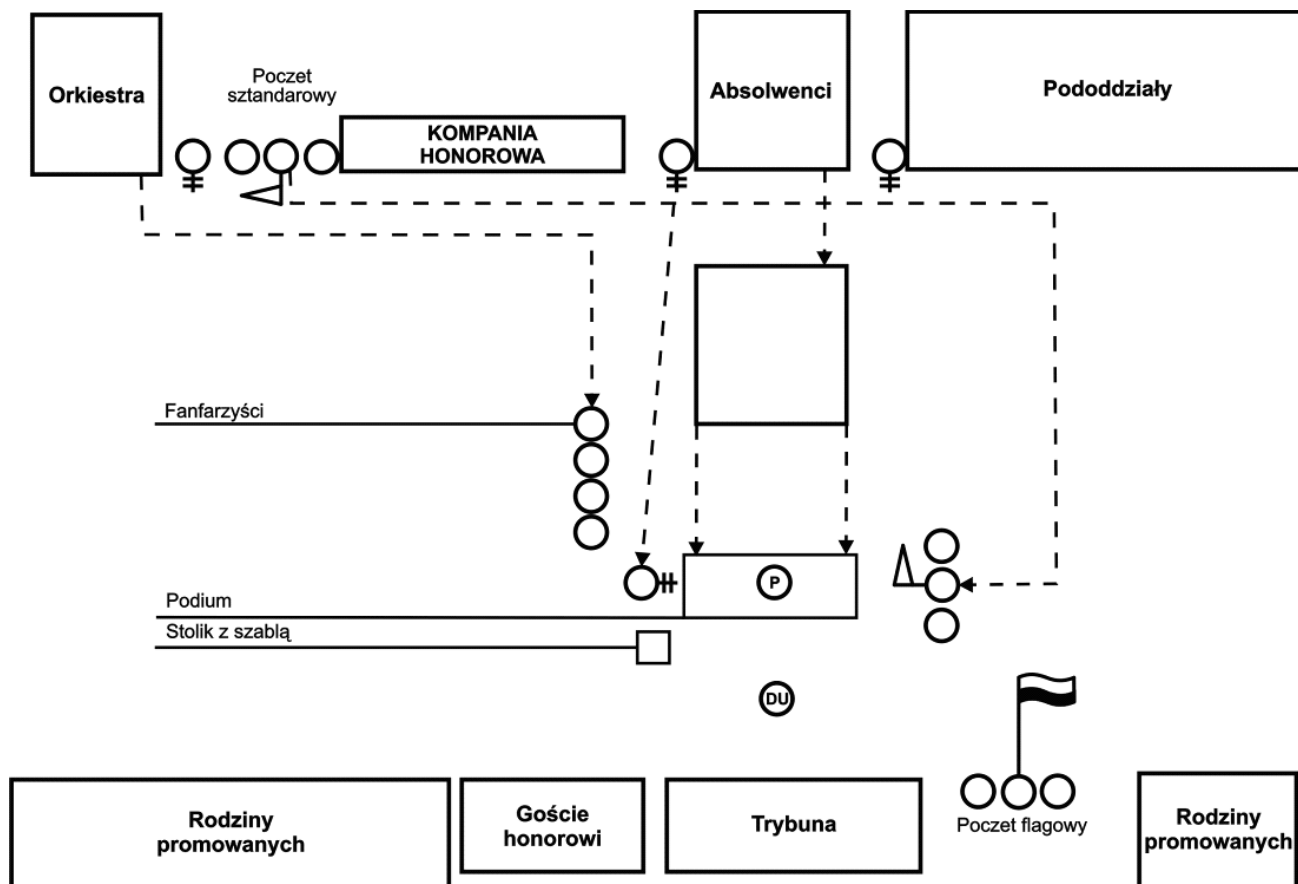 Orkiestra
Poczet
sztandarowy
KOMPANIA
HONOROWA
Absolwenci
Pododdziały
Fanfarzyści
P
Podium
Stolik z szablą
DU
Rodziny
promowanych
Goście
honorowi
Trybuna
Poczet flagowy
Rodziny
promowanych